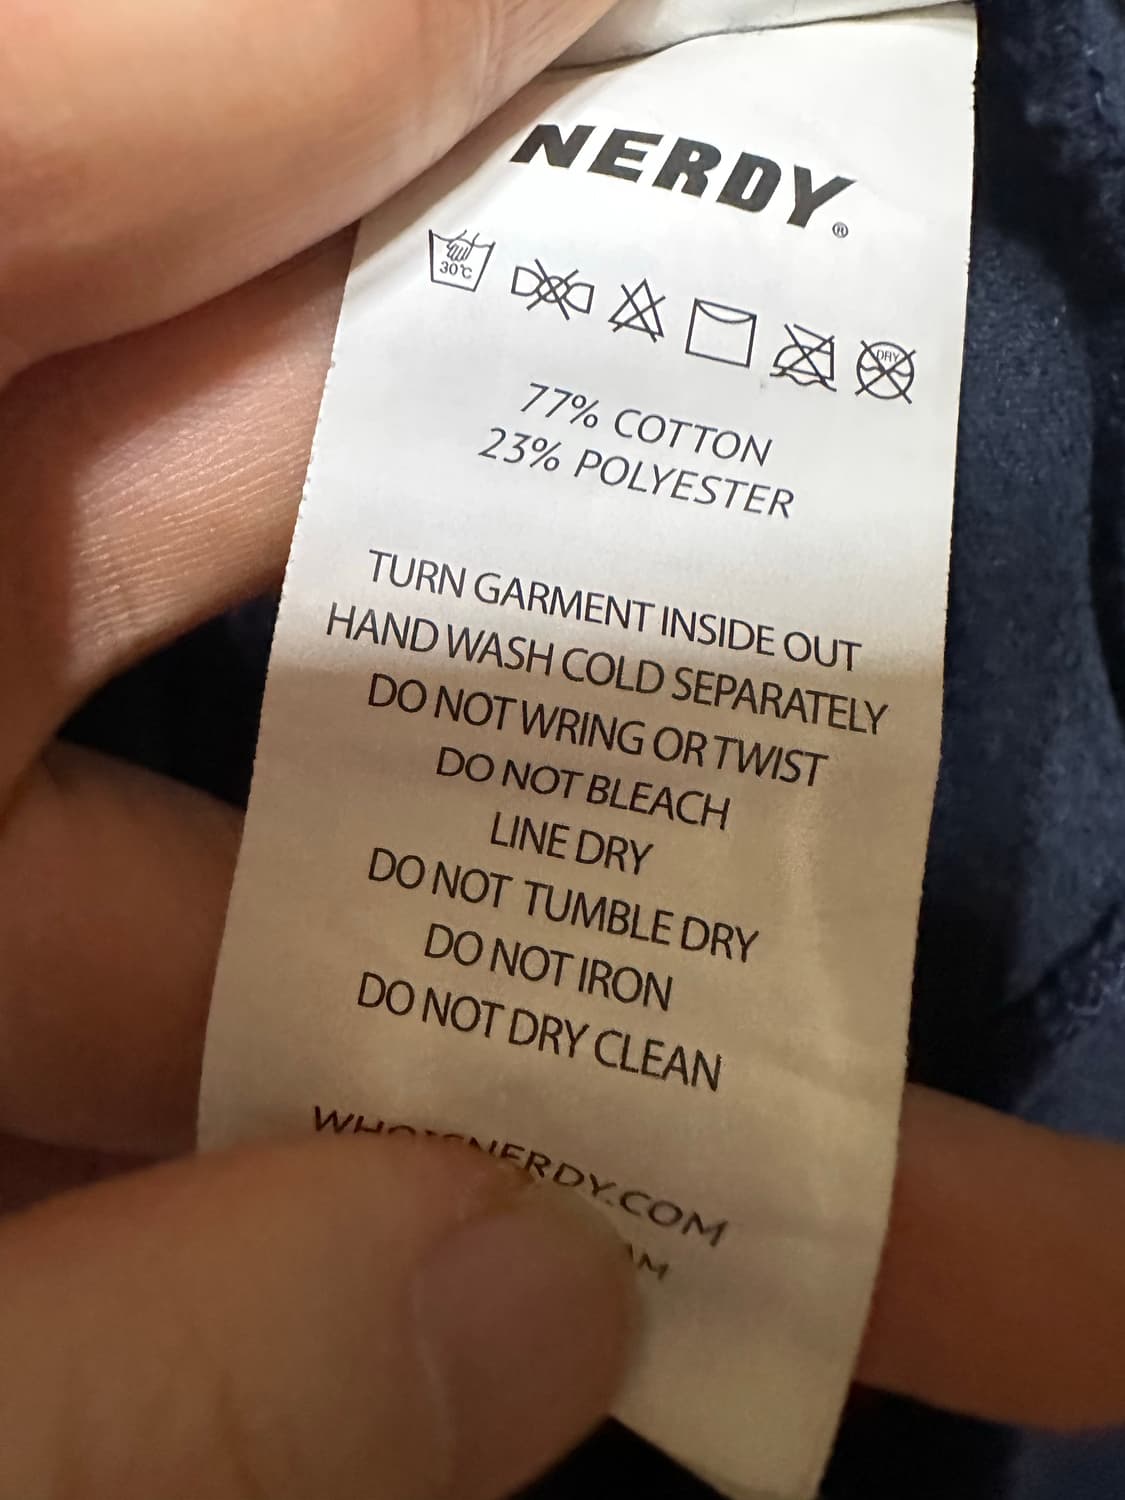 NERDY®
30℃
DRY
77% COTTON
23% POLYESTER
TURN GARMENT INSIDE OUT
HAND WASH COLD SEPARATELY
DO NOT WRING OR TWIST
DO NOT BLEACH
LINE DRY
DO NOT TUMBLE DRY
DO NOT IRON
DO NOT DRY CLEAN